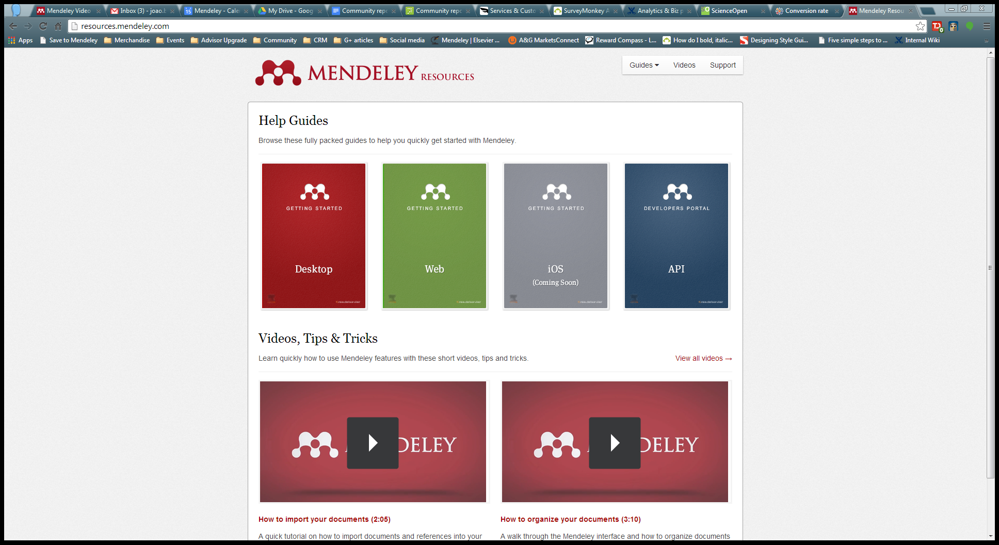 Mendeley Video
Inbox (3) - joao.b
Mendeley - Cale
My Drive - Goog
Community repo
Community repo
Services & Custo
SurveyMonkey A
Analytics & Biz p
ScienceOpen
Conversion rate
Mendeley Resou
resources.mendeley.com
Apps
Save to Mendeley
Merchandise
Events
Advisor Upgrade
Community
CRM
G+ articles
Social media
Mendeley | Elsevier ...
A&G MarketsConnect
Reward Compass - L...
How do I bold, italic...
Designing Style Gui...
Five simple steps to ...
Internal Wiki
»
MENDELEY RESOURCES
Guides
Videos
Support
Help Guides
Browse these fully packed guides to help you quickly get started with Mendeley.
GETTING STARTED
Desktop
GETTING STARTED
Web
GETTING STARTED
iOS
(Coming Soon)
DEVELOPERS PORTAL
API
Videos, Tips & Tricks
Learn quickly how to use Mendeley features with these short videos, tips and tricks.
View all videos →
DELEY
DELEY
How to import your documents (2:05)
A quick tutorial on how to import documents and references into your
How to organize your documents (3:10)
A walk through the Mendeley interface and how to organize documents